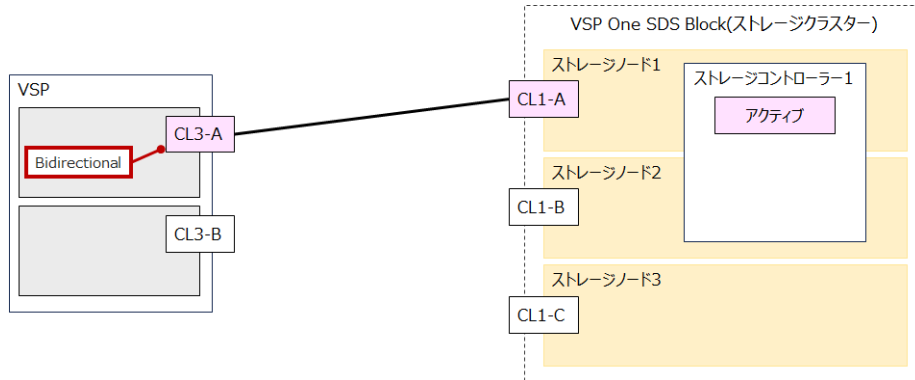 VSP One SDS Block(ストレージクラスター)
ストレージノード1
ストレージコントローラー1
アクティブ
CL1-A
VSP
CL3-A
Bidirectional
ストレージノード2
CL1-B
CL3-B
ストレージノード3
CL1-C